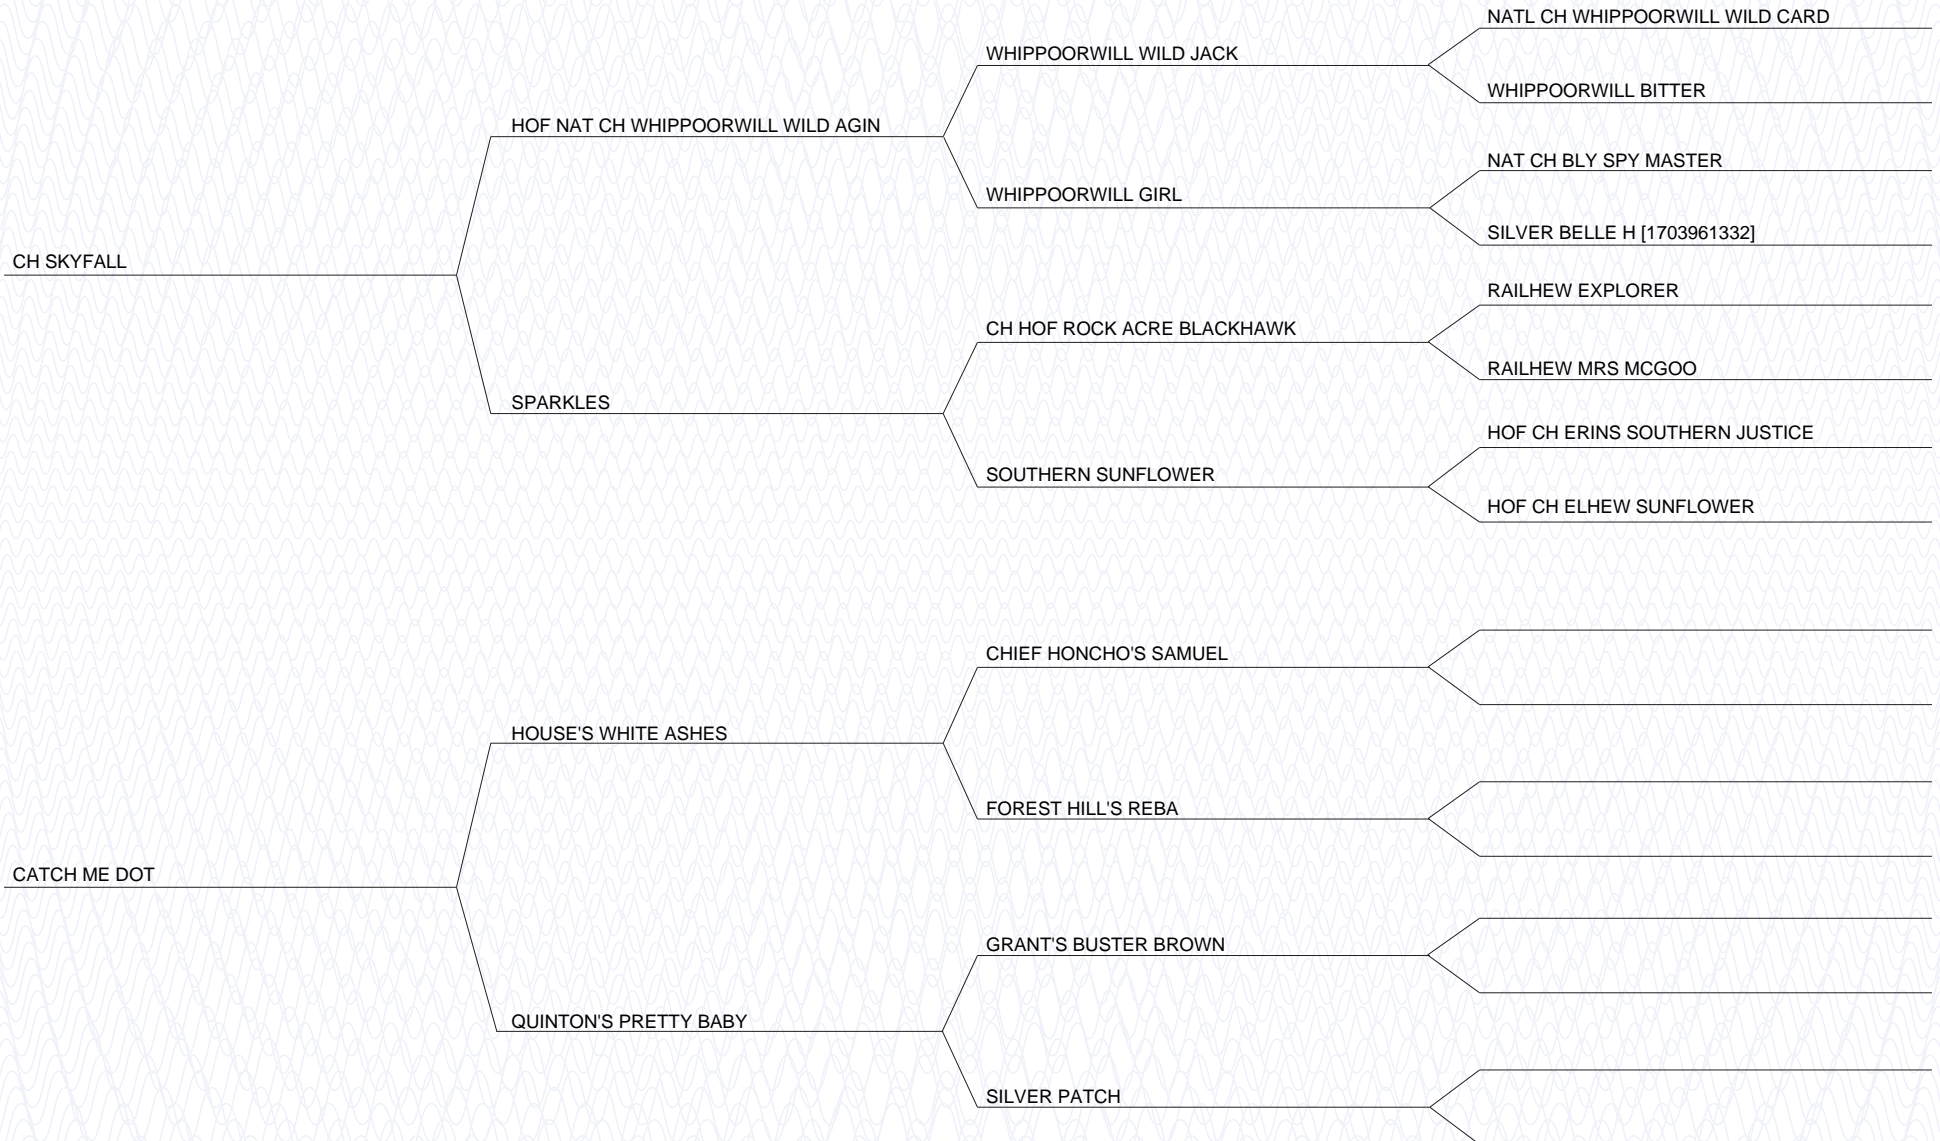 NATL CH WHIPPOORWILL WILD CARD
WHIPPOORWILL WILD JACK
WHIPPOORWILL BITTER
HOF NAT CH WHIPPOORWILL WILD AGIN
NAT CH BLY SPY MASTER
WHIPPOORWILL GIRL
SILVER BELLE H [1703961332]
CH SKYFALL
RAILHEW EXPLORER
CH HOF ROCK ACRE BLACKHAWK
RAILHEW MRS MCGOO
SPARKLES
HOF CH ERINS SOUTHERN JUSTICE
SOUTHERN SUNFLOWER
HOF CH ELHEW SUNFLOWER
CHIEF HONCHO'S SAMUEL
HOUSE'S WHITE ASHES
FOREST HILL'S REBA
CATCH ME DOT
GRANT'S BUSTER BROWN
QUINTON'S PRETTY BABY
SILVER PATCH